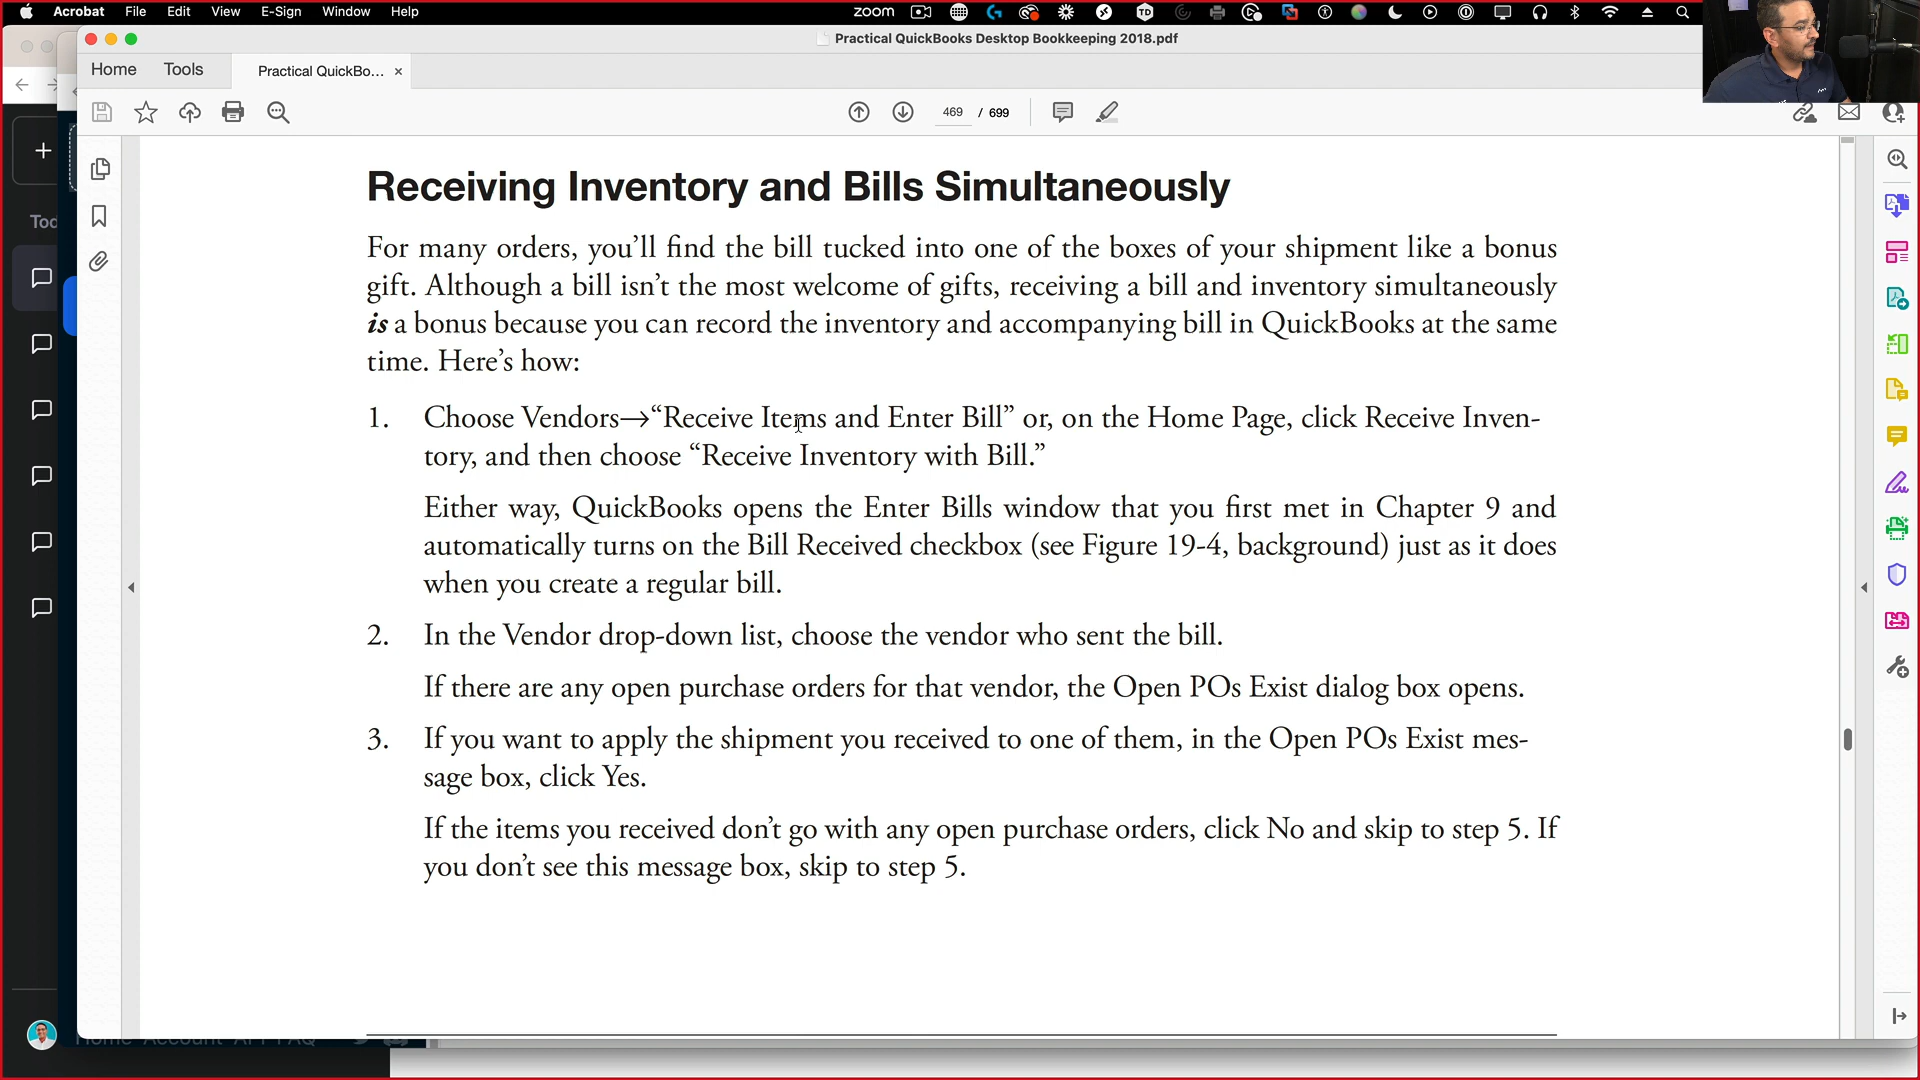 Acrobat File Edit View E-Sign Window Help zoom TD
Practical QuickBooks Desktop Bookkeeping 2018.pdf
Home Tools Practical QuickBo... ×
469 / 699
Receiving Inventory and Bills Simultaneously
For many orders, you’ll find the bill tucked into one of the boxes of your shipment like a bonus
gift. Although a bill isn’t the most welcome of gifts, receiving a bill and inventory simultaneously
is a bonus because you can record the inventory and accompanying bill in QuickBooks at the same
time. Here’s how:
1. Choose Vendors→“Receive Items and Enter Bill” or, on the Home Page, click Receive Inven-
tory, and then choose “Receive Inventory with Bill.”
Either way, QuickBooks opens the Enter Bills window that you first met in Chapter 9 and
automatically turns on the Bill Received checkbox (see Figure 19-4, background) just as it does
when you create a regular bill.
2. In the Vendor drop-down list, choose the vendor who sent the bill.
If there are any open purchase orders for that vendor, the Open POs Exist dialog box opens.
3. If you want to apply the shipment you received to one of them, in the Open POs Exist mes-
sage box, click Yes.
If the items you received don’t go with any open purchase orders, click No and skip to step 5. If
you don’t see this message box, skip to step 5.
Tod
Home Account API FAQ